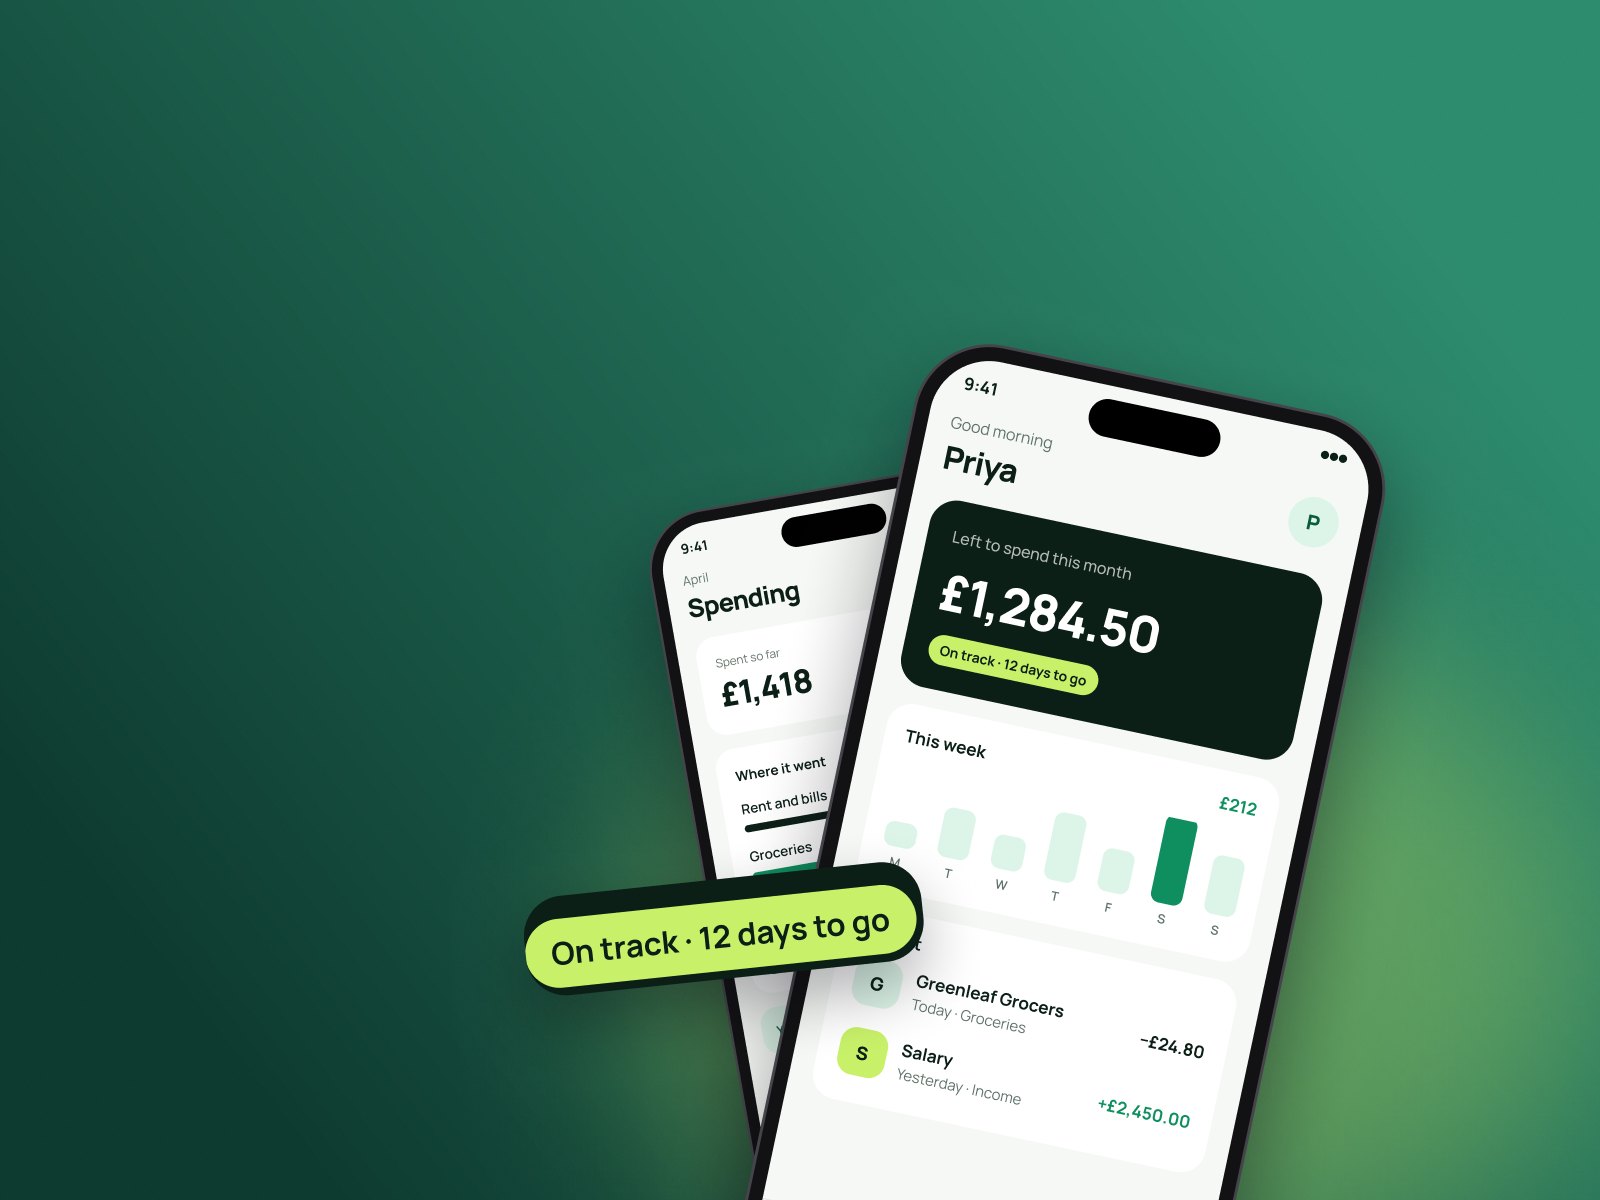 9:41
April
Spending
Spent so far
£1,418
Where it went
Rent and bills
Groceries
On track · 12 days to go
9:41
Good morning
Priya
P
Left to spend this month
£1,284.50
On track · 12 days to go
This week
£212
M T W T F S S
G
Greenleaf Grocers
Today · Groceries
−£24.80
S
Salary
Yesterday · Income
+£2,450.00